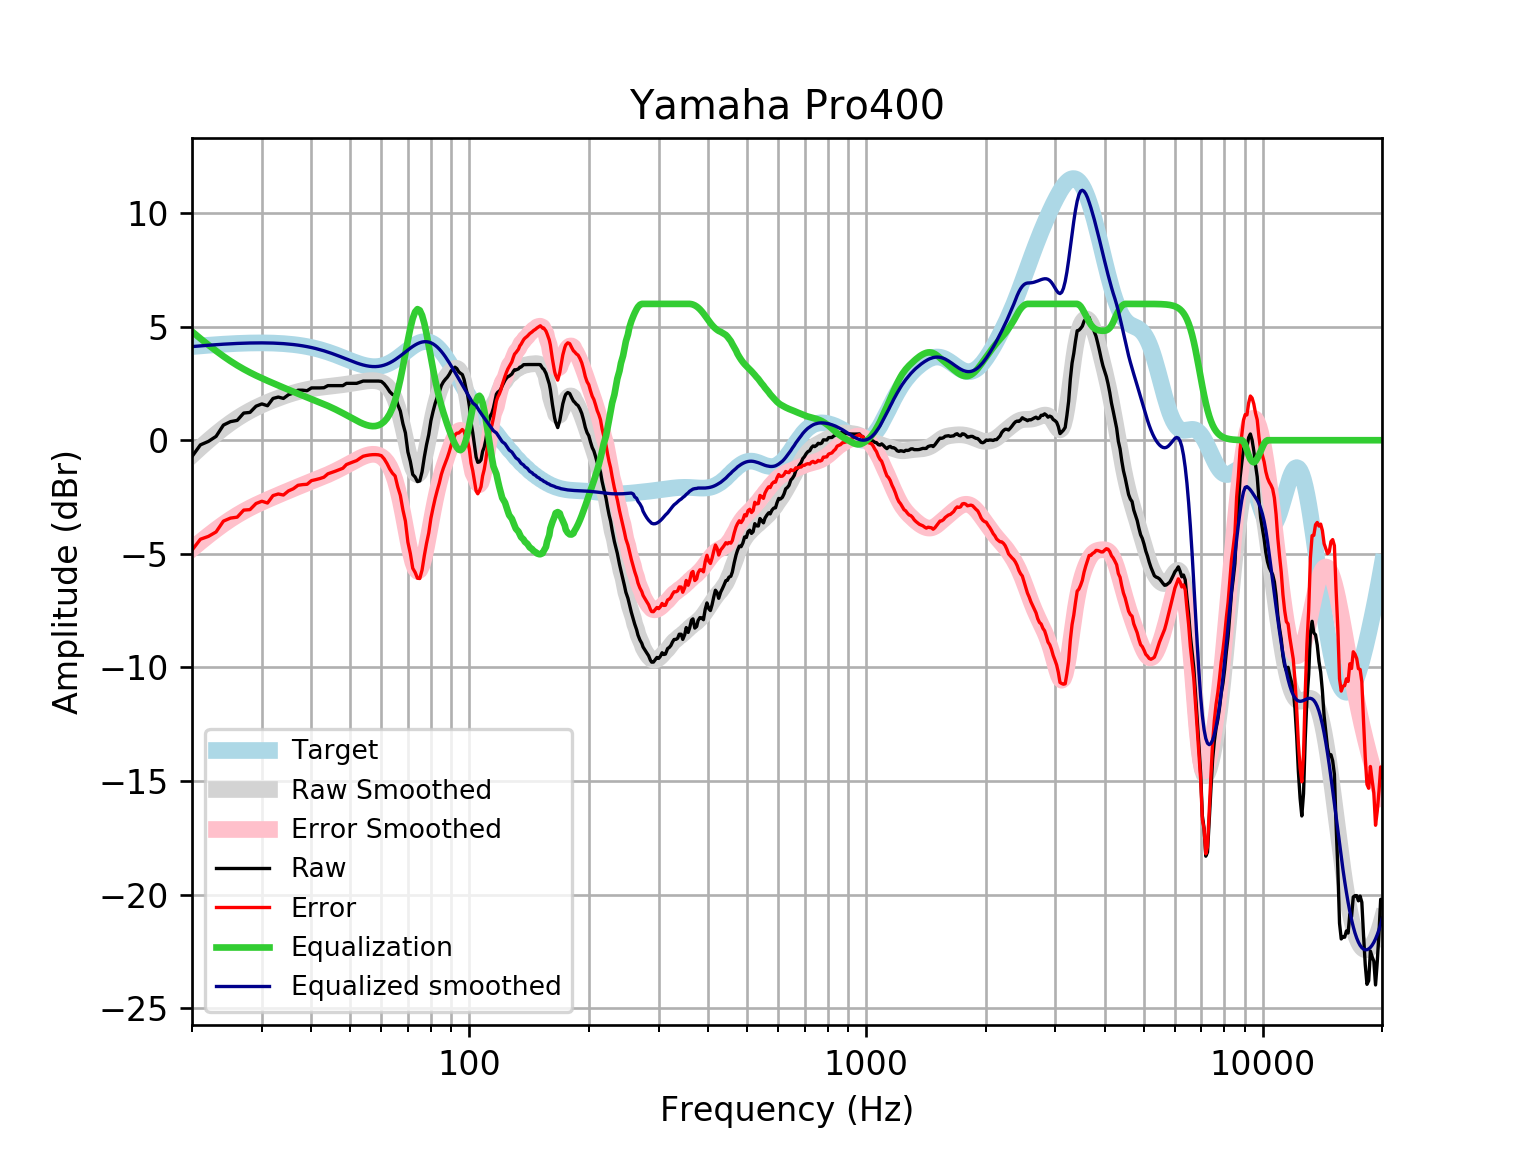 Yamaha Pro400
Amplitude (dBr)
10
5
0
−5
−10
−15
−20
−25
Target
Raw Smoothed
Error Smoothed
Raw
Error
Equalization
Equalized smoothed
100 1000 10000
Frequency (Hz)